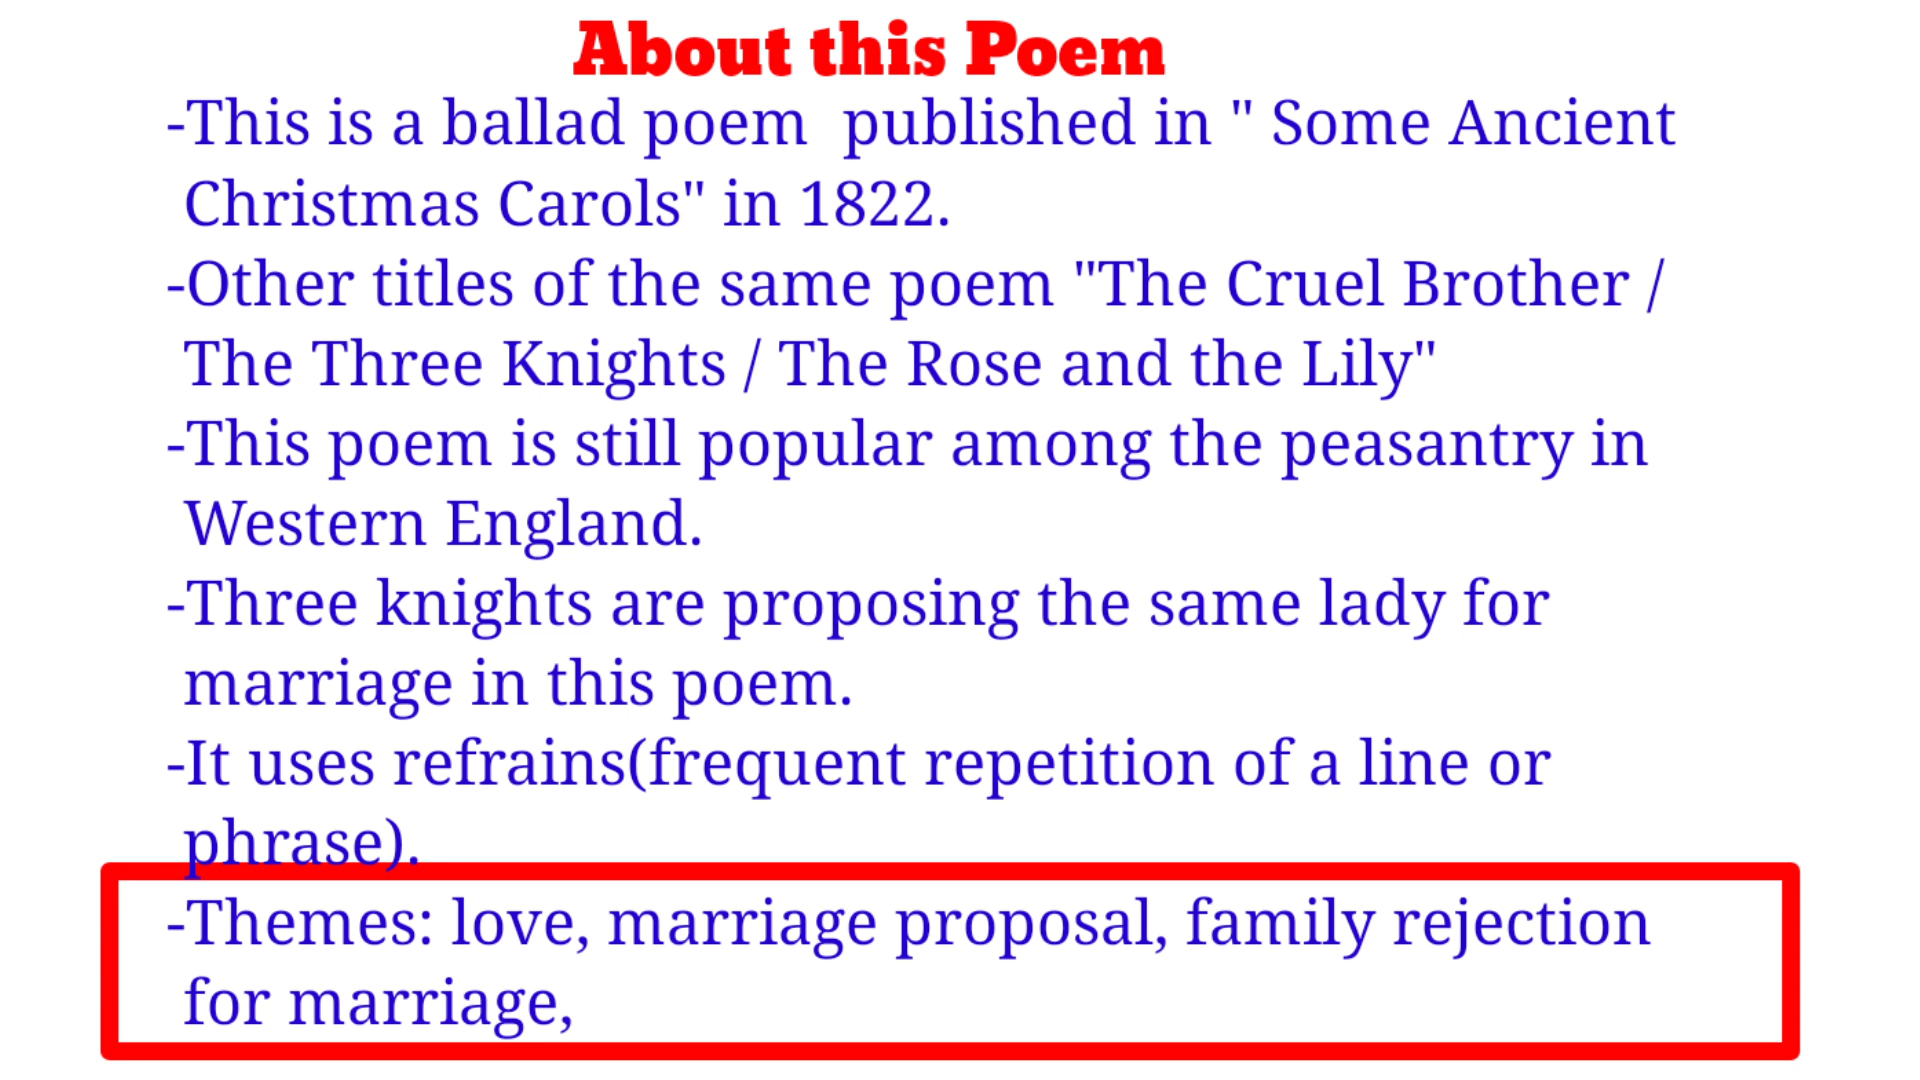 About this Poem
-This is a ballad poem  published in " Some Ancient
Christmas Carols" in 1822.
-Other titles of the same poem "The Cruel Brother /
The Three Knights / The Rose and the Lily"
-This poem is still popular among the peasantry in
Western England.
-Three knights are proposing the same lady for
marriage in this poem.
-It uses refrains(frequent repetition of a line or
phrase).
-Themes: love, marriage proposal, family rejection
for marriage,